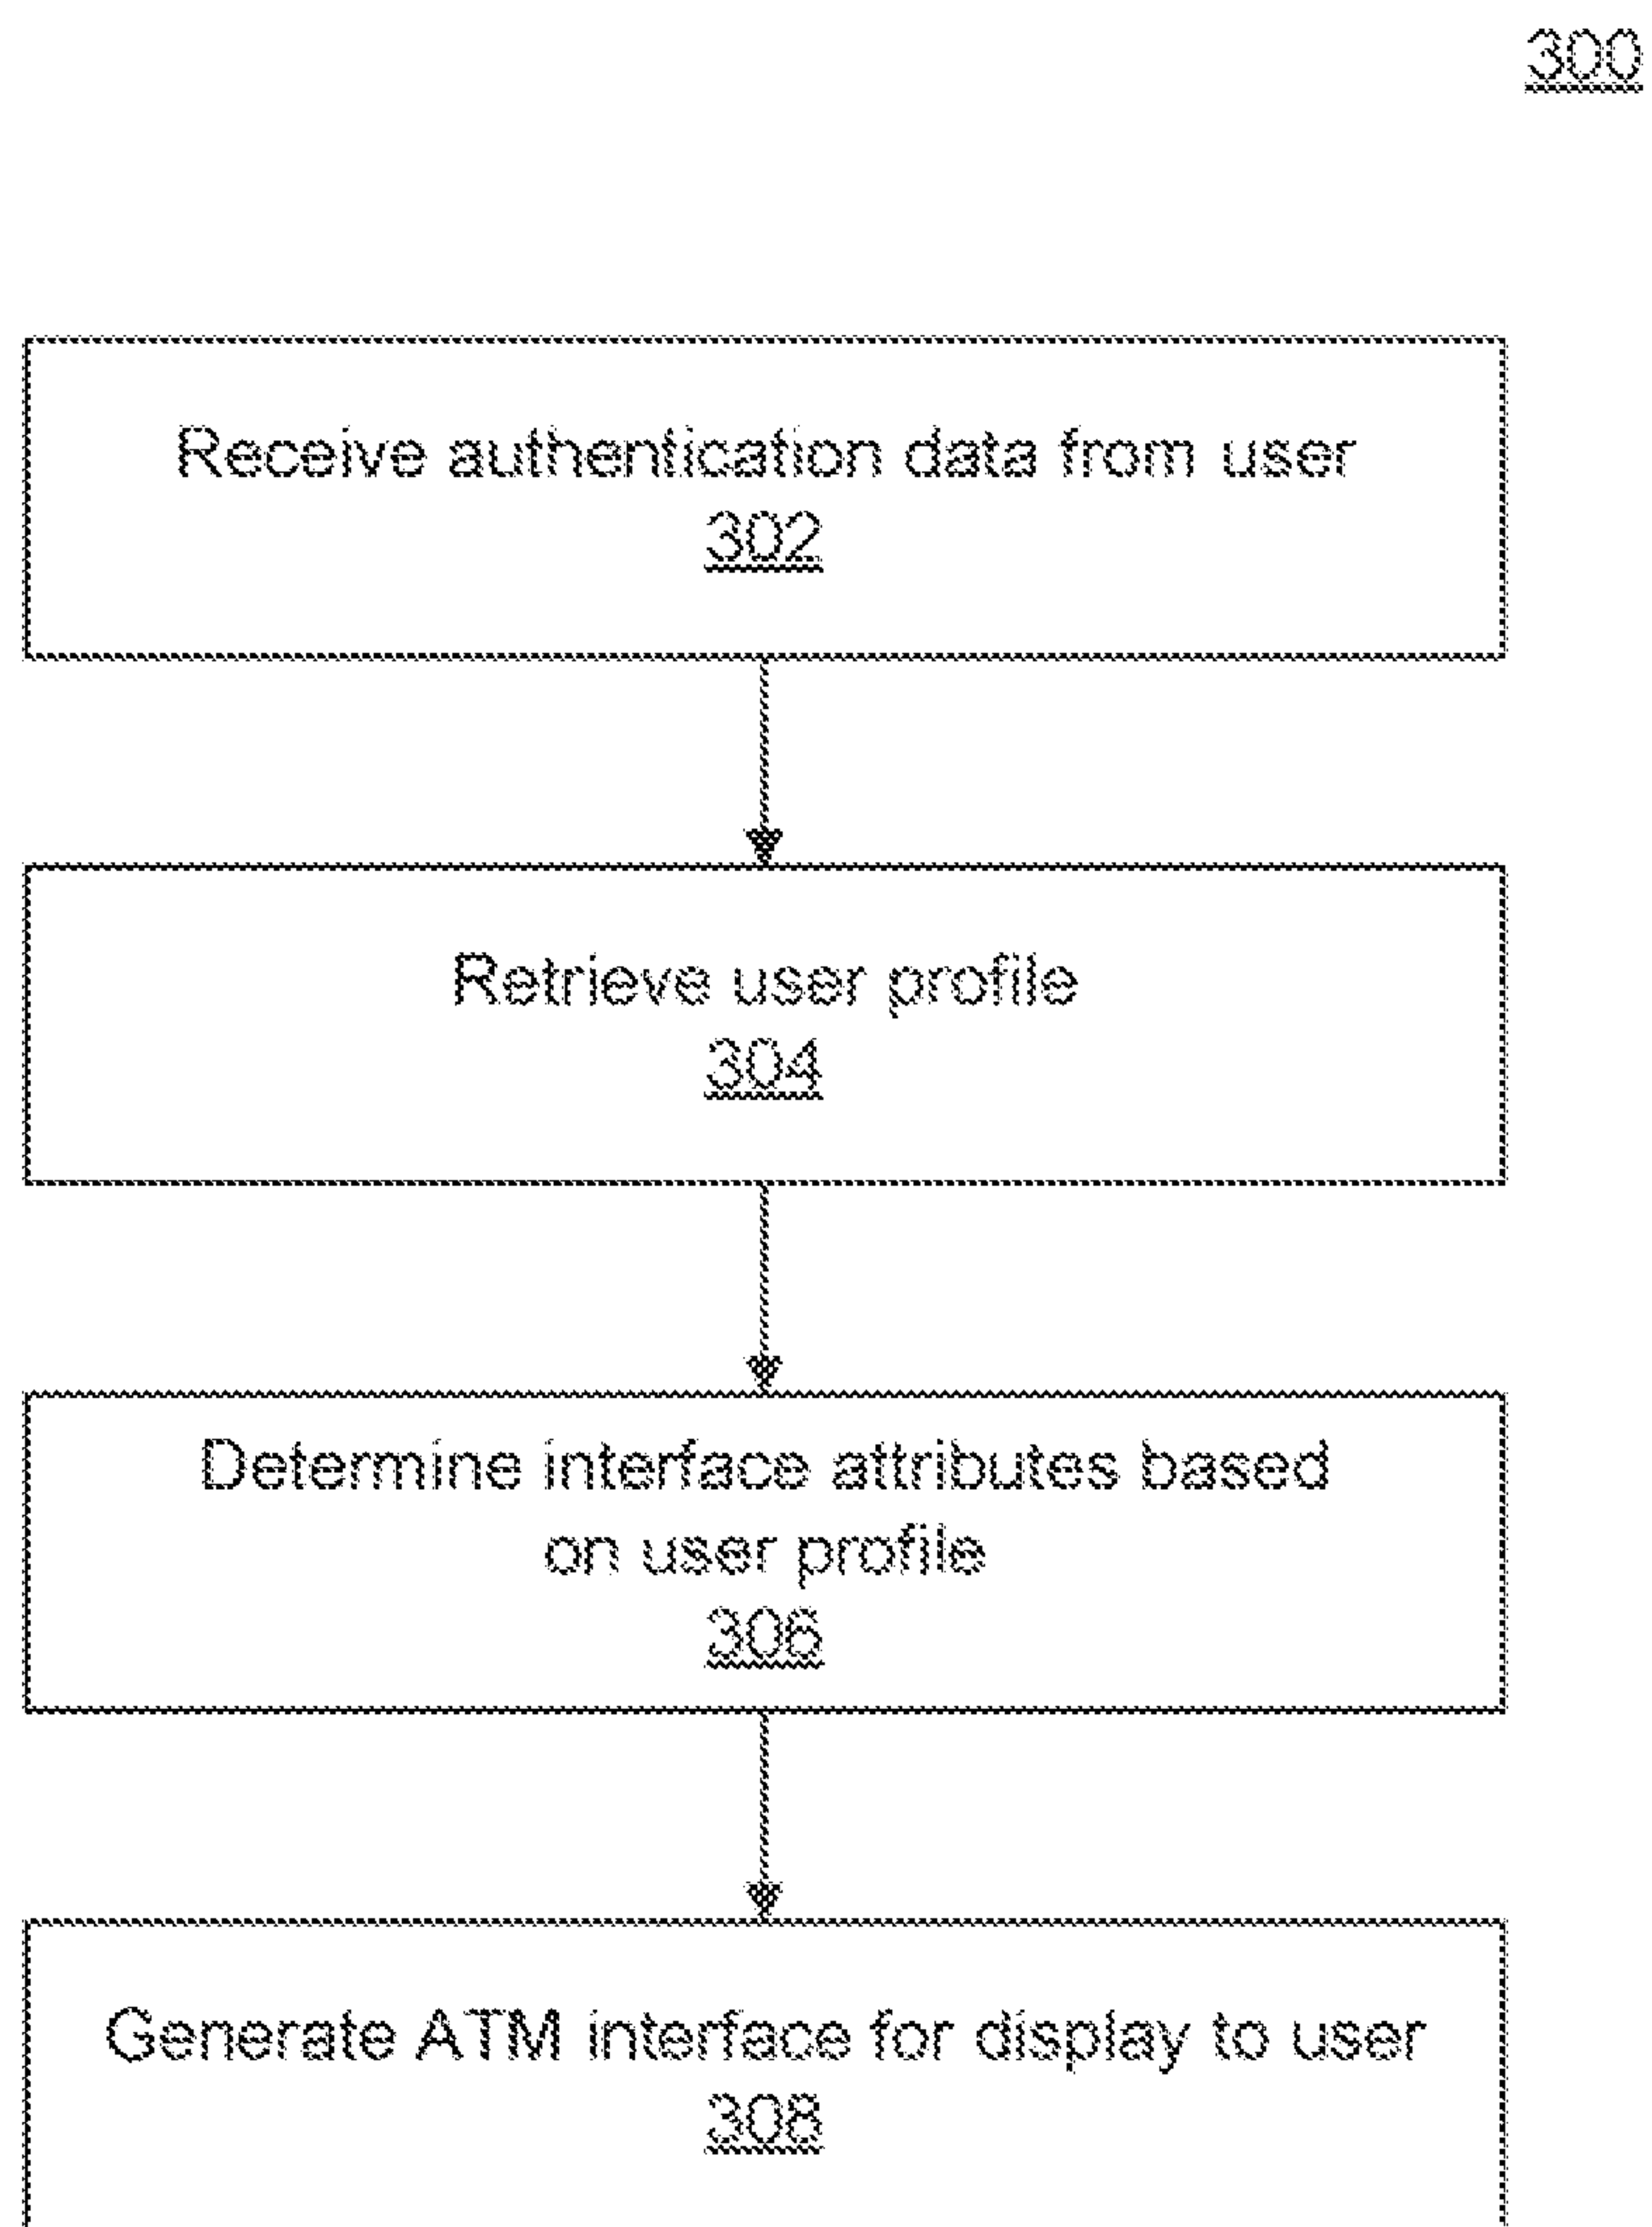 300
Receive authentication data from user
302
Retrieve user profile
304
Determine interface attributes based
on user profile
306
Generate ATM interface for display to user
308